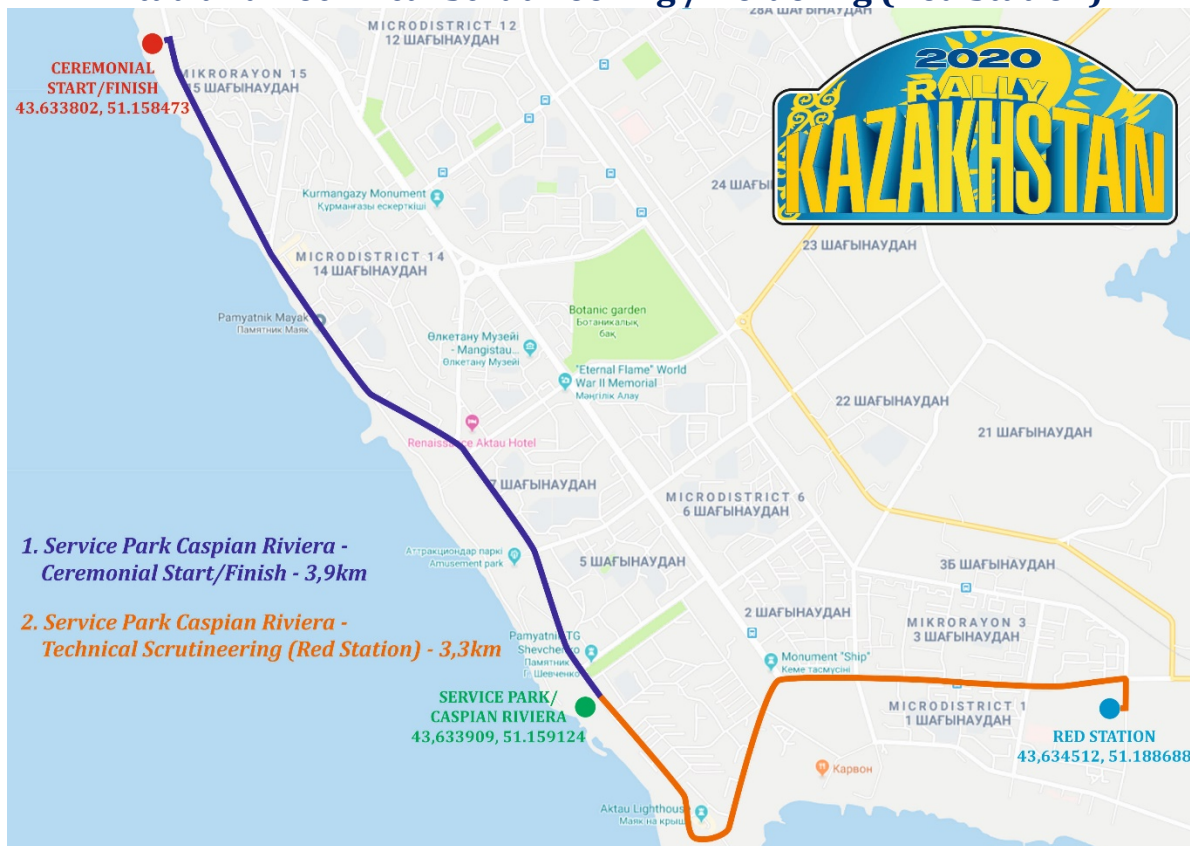 28А ШАҒЫНАУДАН
MICRODISTRICT 12
12 ШАҒЫНАУДАН
2020
RALLY
KAZAKHSTAN
CEREMONIAL
START/FINISH
43.633802, 51.158473
MIKRORAYON 15
15 ШАҒЫНАУДАН
Kurmangazy Monument
Құрманғазы ескерткіші
24 ШАҒЫ
23 ШАҒЫНАУДАН
MICRODISTRICT 14
14 ШАҒЫНАУДАН
Botanic garden
Ботаникалық
бақ
Pamyatnik Mayak
Памятник Маяк
Өлкетану Музейі
- Mangistau...
Өлкетану Музейі
"Eternal Flame" World
War II Memorial
Мәңгілік Алау
22 ШАҒЫНАУДАН
21 ШАҒЫНАУДАН
Renaissance Aktau Hotel
7 ШАҒЫНАУДАН
MICRODISTRICT 6
6 ШАҒЫНАУДАН
1. Service Park Caspian Riviera -
Ceremonial Start/Finish - 3,9km
Аттракциондар паркі
Amusement park
5 ШАҒЫНАУДАН
3Б ШАҒЫНАУДАН
2. Service Park Caspian Riviera -
Technical Scrutineering (Red Station) - 3,3km
2 ШАҒЫНАУДАН
MIKRORAYON 3
3 ШАҒЫНАУДАН
Pamyatnik TG
Shevchenko
Памятник
Г. Шевченко
Monument "Ship"
Кеме тасмүсіні
SERVICE PARK/
CASPIAN RIVIERA
43,633909, 51.159124
MICRODISTRICT 1
1 ШАҒЫНАУДАН
RED STATION
43,634512, 51.188688
Карвон
Aktau Lighthouse
Маяк на крыш